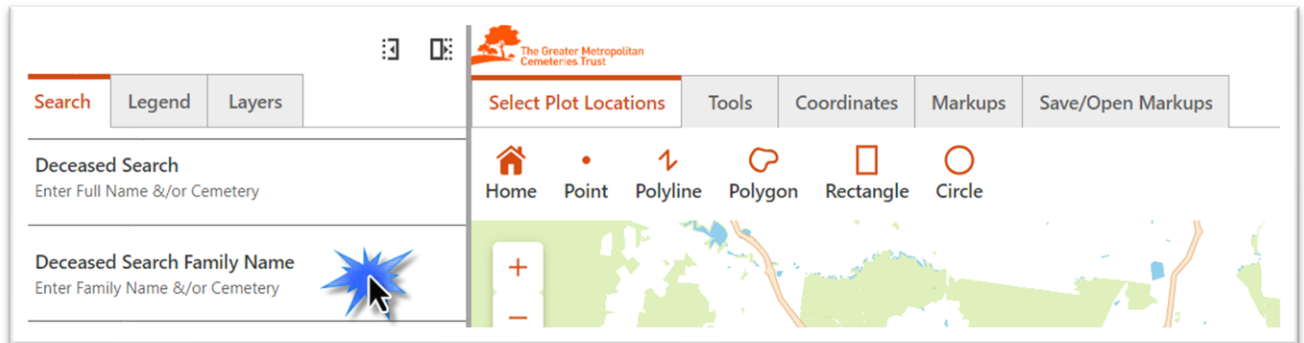 The Greater Metropolitan
Cemeteries Trust
Search Legend Layers
Select Plot Locations Tools Coordinates Markups Save/Open Markups
Deceased Search
Enter Full Name &/or Cemetery
Home Point Polyline Polygon Rectangle Circle
Deceased Search Family Name
Enter Family Name &/or Cemetery
+
−